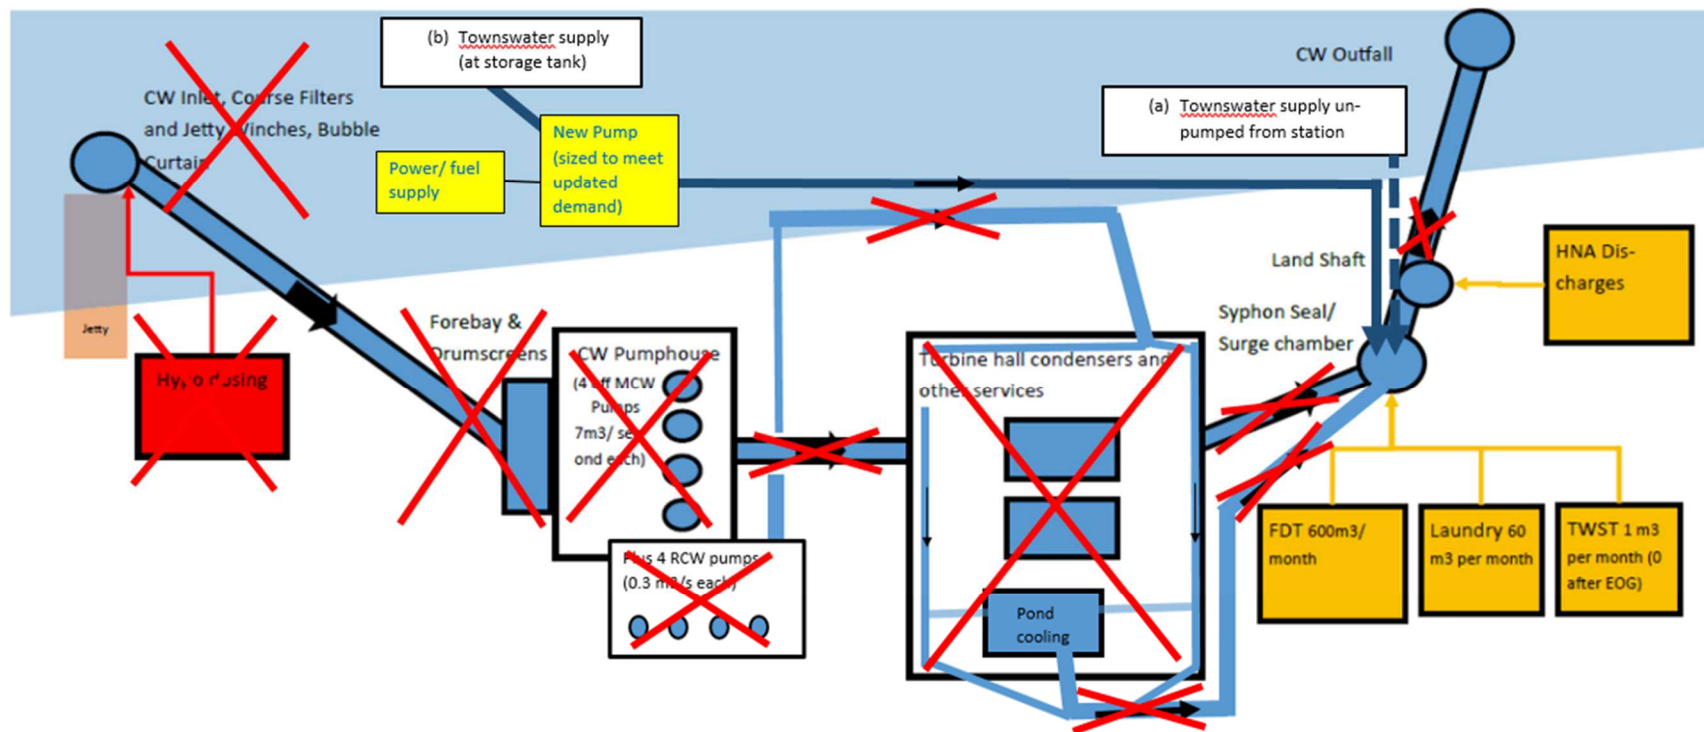 (b) Townswater supply
(at storage tank)
CW Outfall
CW Inlet, Course Filters
and Jetty Winches, Bubble
Curtain
(a) Townswater supply un-
pumped from station
New Pump
(sized to meet
updated
demand)
Power/ fuel
supply
Land Shaft
HNA Dis-
charges
Jetty
Forebay &
Drumscreens
Syphon Seal/
Surge chamber
Hypo dosing
CW Pumphouse
(4 off MCW
Pumps
7m3/ sec
ond each)
Turbine hall condensers and
other services
Plus 4 RCW pumps
(0.3 m3/s each)
Pond
cooling
FDT 600m3/
month
Laundry 60
m3 per month
TWST 1 m3
per month (0
after EOG)